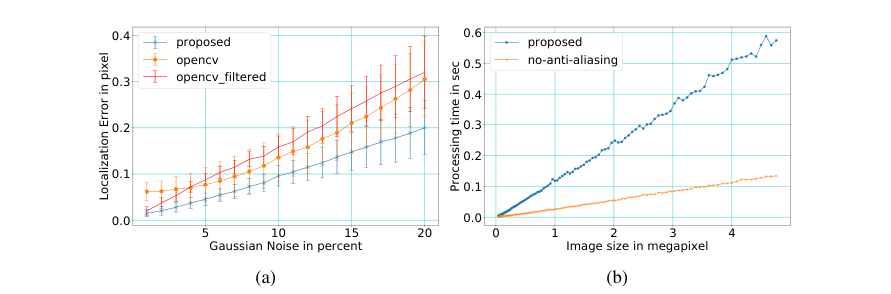 proposed
opencv
opencv_filtered
Localization Error in pixel
0.4
0.3
0.2
0.1
0.0
5
10
15
20
Gaussian Noise in percent
(a)
proposed
no-anti-aliasing
Processing time in sec
0.6
0.5
0.4
0.3
0.2
0.1
0.0
0
1
2
3
4
Image size in megapixel
(b)